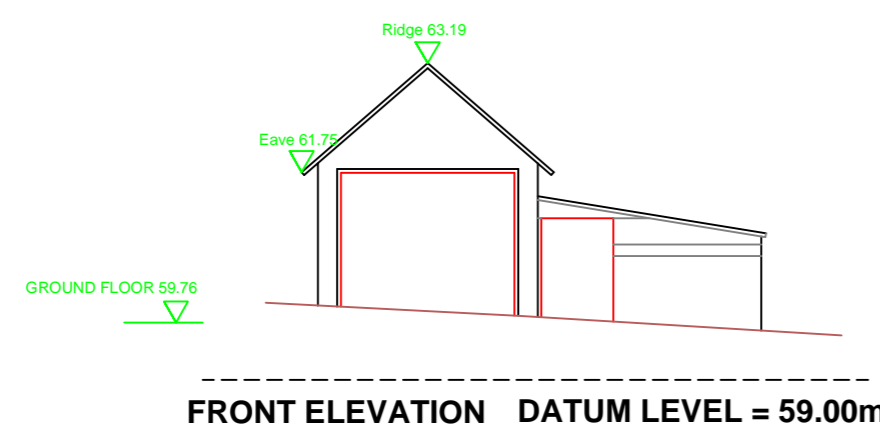 Ridge 63.19
Eave 61.75
GROUND FLOOR 59.76
FRONT ELEVATION DATUM LEVEL = 59.00m